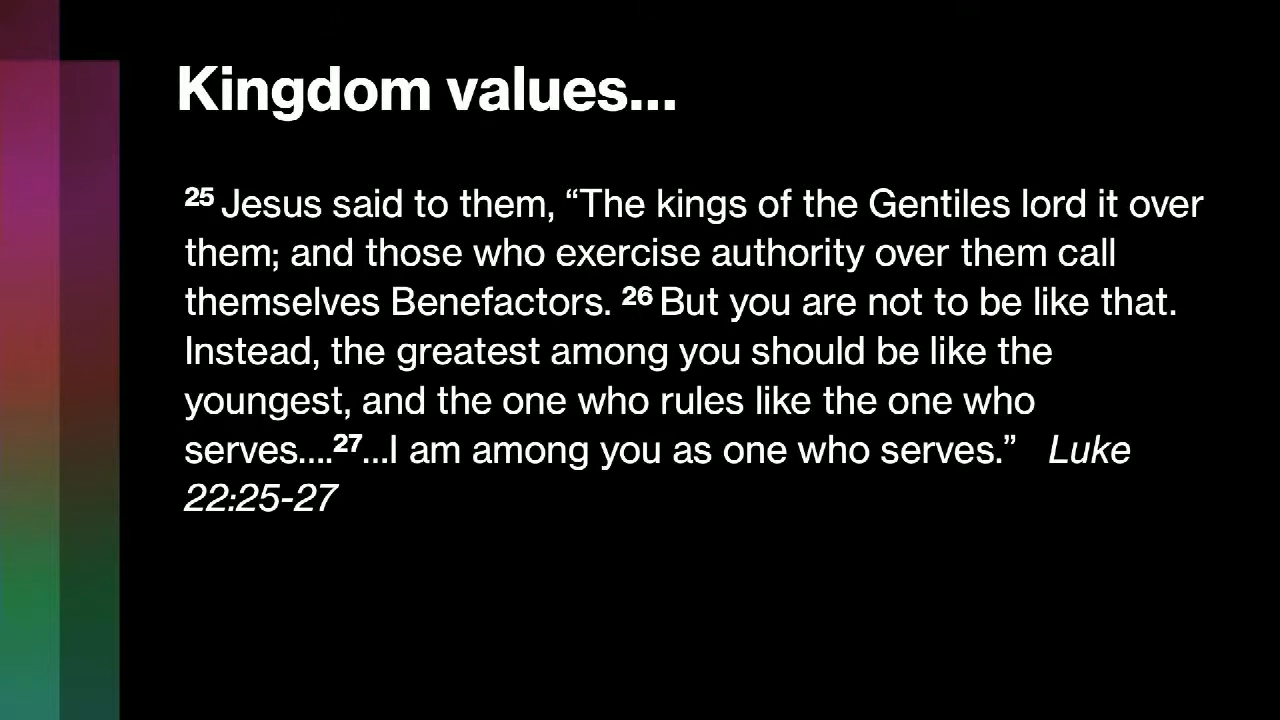 Kingdom values...
25 Jesus said to them, “The kings of the Gentiles lord it over
them; and those who exercise authority over them call
themselves Benefactors. 26 But you are not to be like that.
Instead, the greatest among you should be like the
youngest, and the one who rules like the one who
serves....27...I am among you as one who serves.” Luke
22:25-27